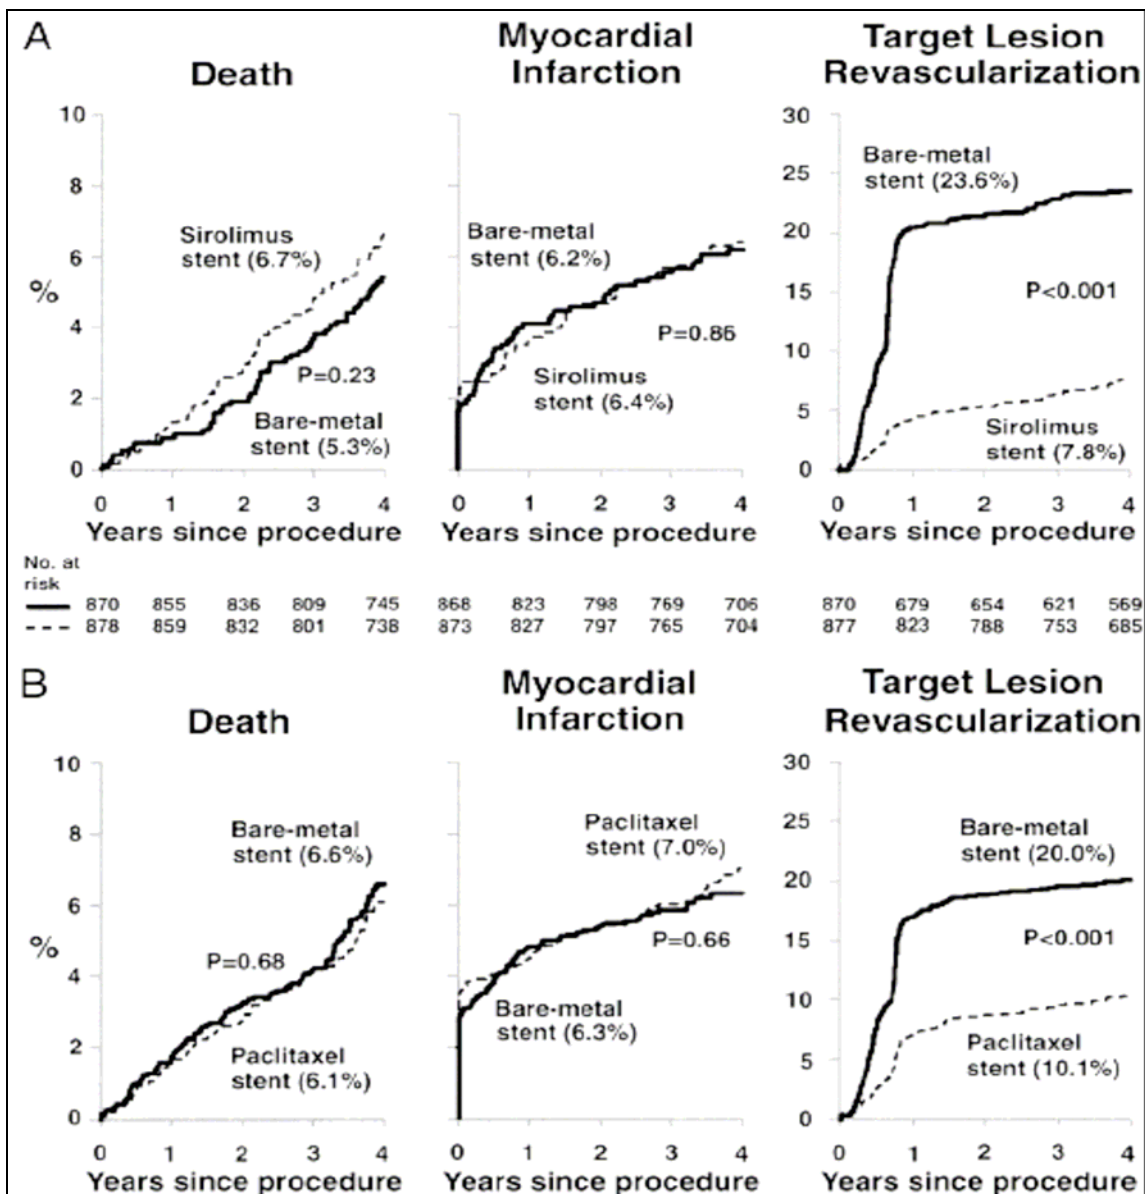 A
Death
Myocardial
Infarction
Target Lesion
Revascularization
10
8
6
4
2
0
%
Sirolimus
stent (6.7%)
P=0.23
Bare-metal
stent (5.3%)
0 1 2 3 4
Years since procedure
Bare-metal
stent (6.2%)
P=0.86
Sirolimus
stent (6.4%)
0 1 2 3 4
Years since procedure
30
25
20
15
10
5
0
Bare-metal
stent (23.6%)
P<0.001
Sirolimus
stent (7.8%)
0 1 2 3 4
Years since procedure
No. at
risk
870 855 836 809 745 868 823 798 769 706 870 679 654 621 569
878 859 832 801 738 873 827 797 765 704 877 823 788 753 685
B
Death
Myocardial
Infarction
Target Lesion
Revascularization
10
8
6
4
2
0
%
Bare-metal
stent (6.6%)
P=0.68
Paclitaxel
stent (6.1%)
0 1 2 3 4
Years since procedure
Paclitaxel
stent (7.0%)
P=0.66
Bare-metal
stent (6.3%)
0 1 2 3 4
Years since procedure
30
25
20
15
10
5
0
Bare-metal
stent (20.0%)
P<0.001
Paclitaxel
stent (10.1%)
0 1 2 3 4
Years since procedure